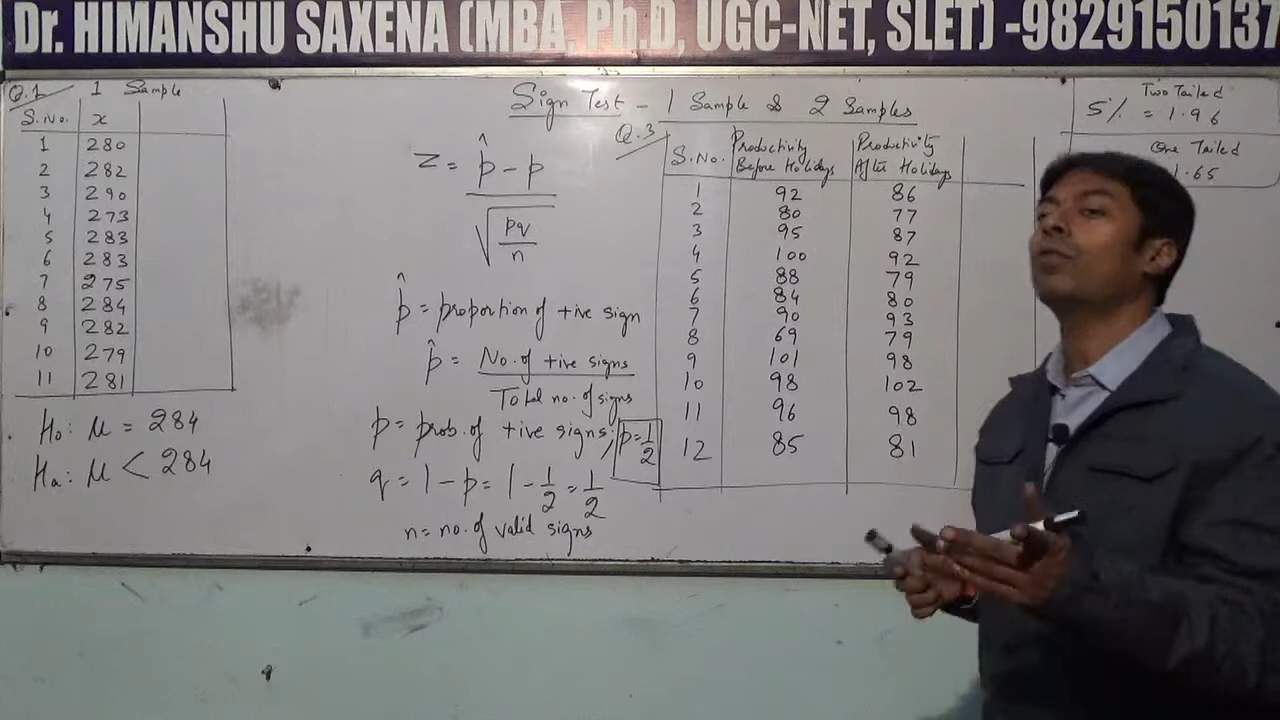 Dr. HIMANSHU SAXENA (MBA, Ph.D, UGC-NET, SLET) -9829150137
Q.1 1 Sample
S.No. x
1 280
2 282
3 290
4 273
5 283
6 283
7 275
8 284
9 282
10 279
11 281
H₀: μ = 284
Hₐ: μ < 284
Sign Test - 1 Sample & 2 Samples
Z = p̂ - p
√ pq
n
p̂ = proportion of +ive sign
p̂ = No. of +ive signs
Total no. of signs
p = prob. of +ive signs; p = 1/2
q = 1 - p = 1 - 1/2 = 1/2
n = no. of valid signs
Q.3
S.No. Productivity Before Holidays Productivity After Holidays
1 92 86
2 80 77
3 95 87
4 100 92
5 88 79
6 84 80
7 90 93
8 69 79
9 101 98
10 98 102
11 96 98
12 85 81
Two Tailed
5% = 1.96
One Tailed
1.65